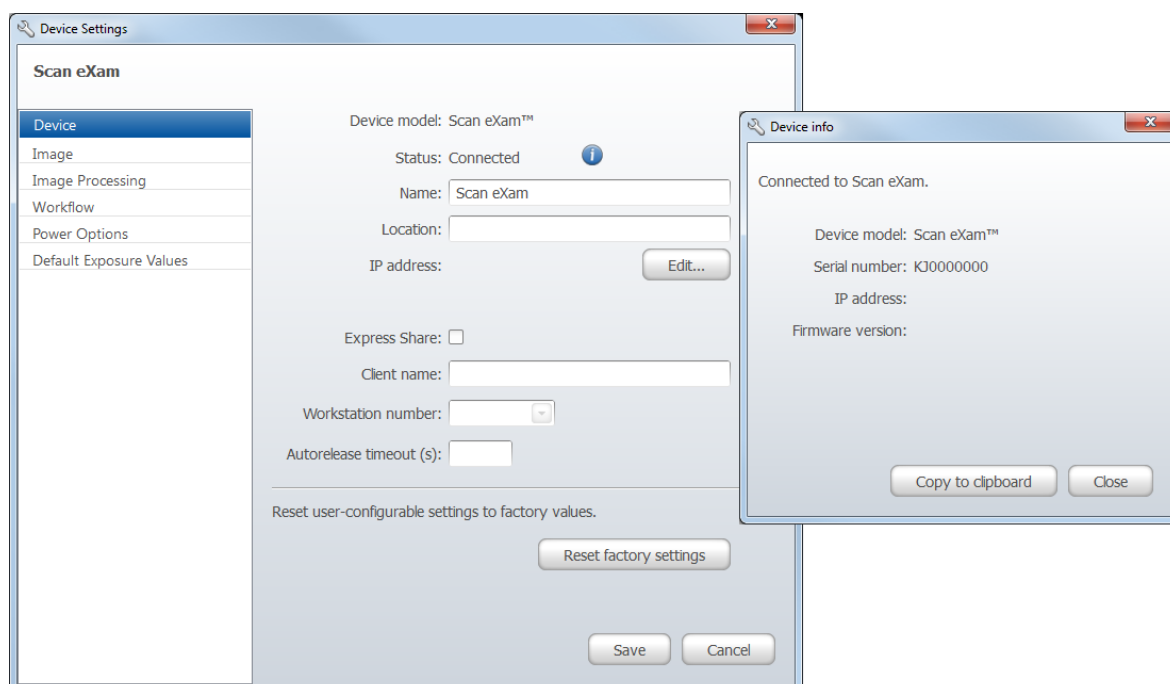 Device Settings
Scan eXam
Device
Image
Image Processing
Workflow
Power Options
Default Exposure Values
Device model: Scan eXam™
Status: Connected
Name: Scan eXam
Location:
IP address: Edit...
Express Share:
Client name:
Workstation number:
Autorelease timeout (s):
Reset user-configurable settings to factory values.
Reset factory settings
Save Cancel
Device info
Connected to Scan eXam.
Device model: Scan eXam™
Serial number: KJ0000000
IP address:
Firmware version:
Copy to clipboard Close